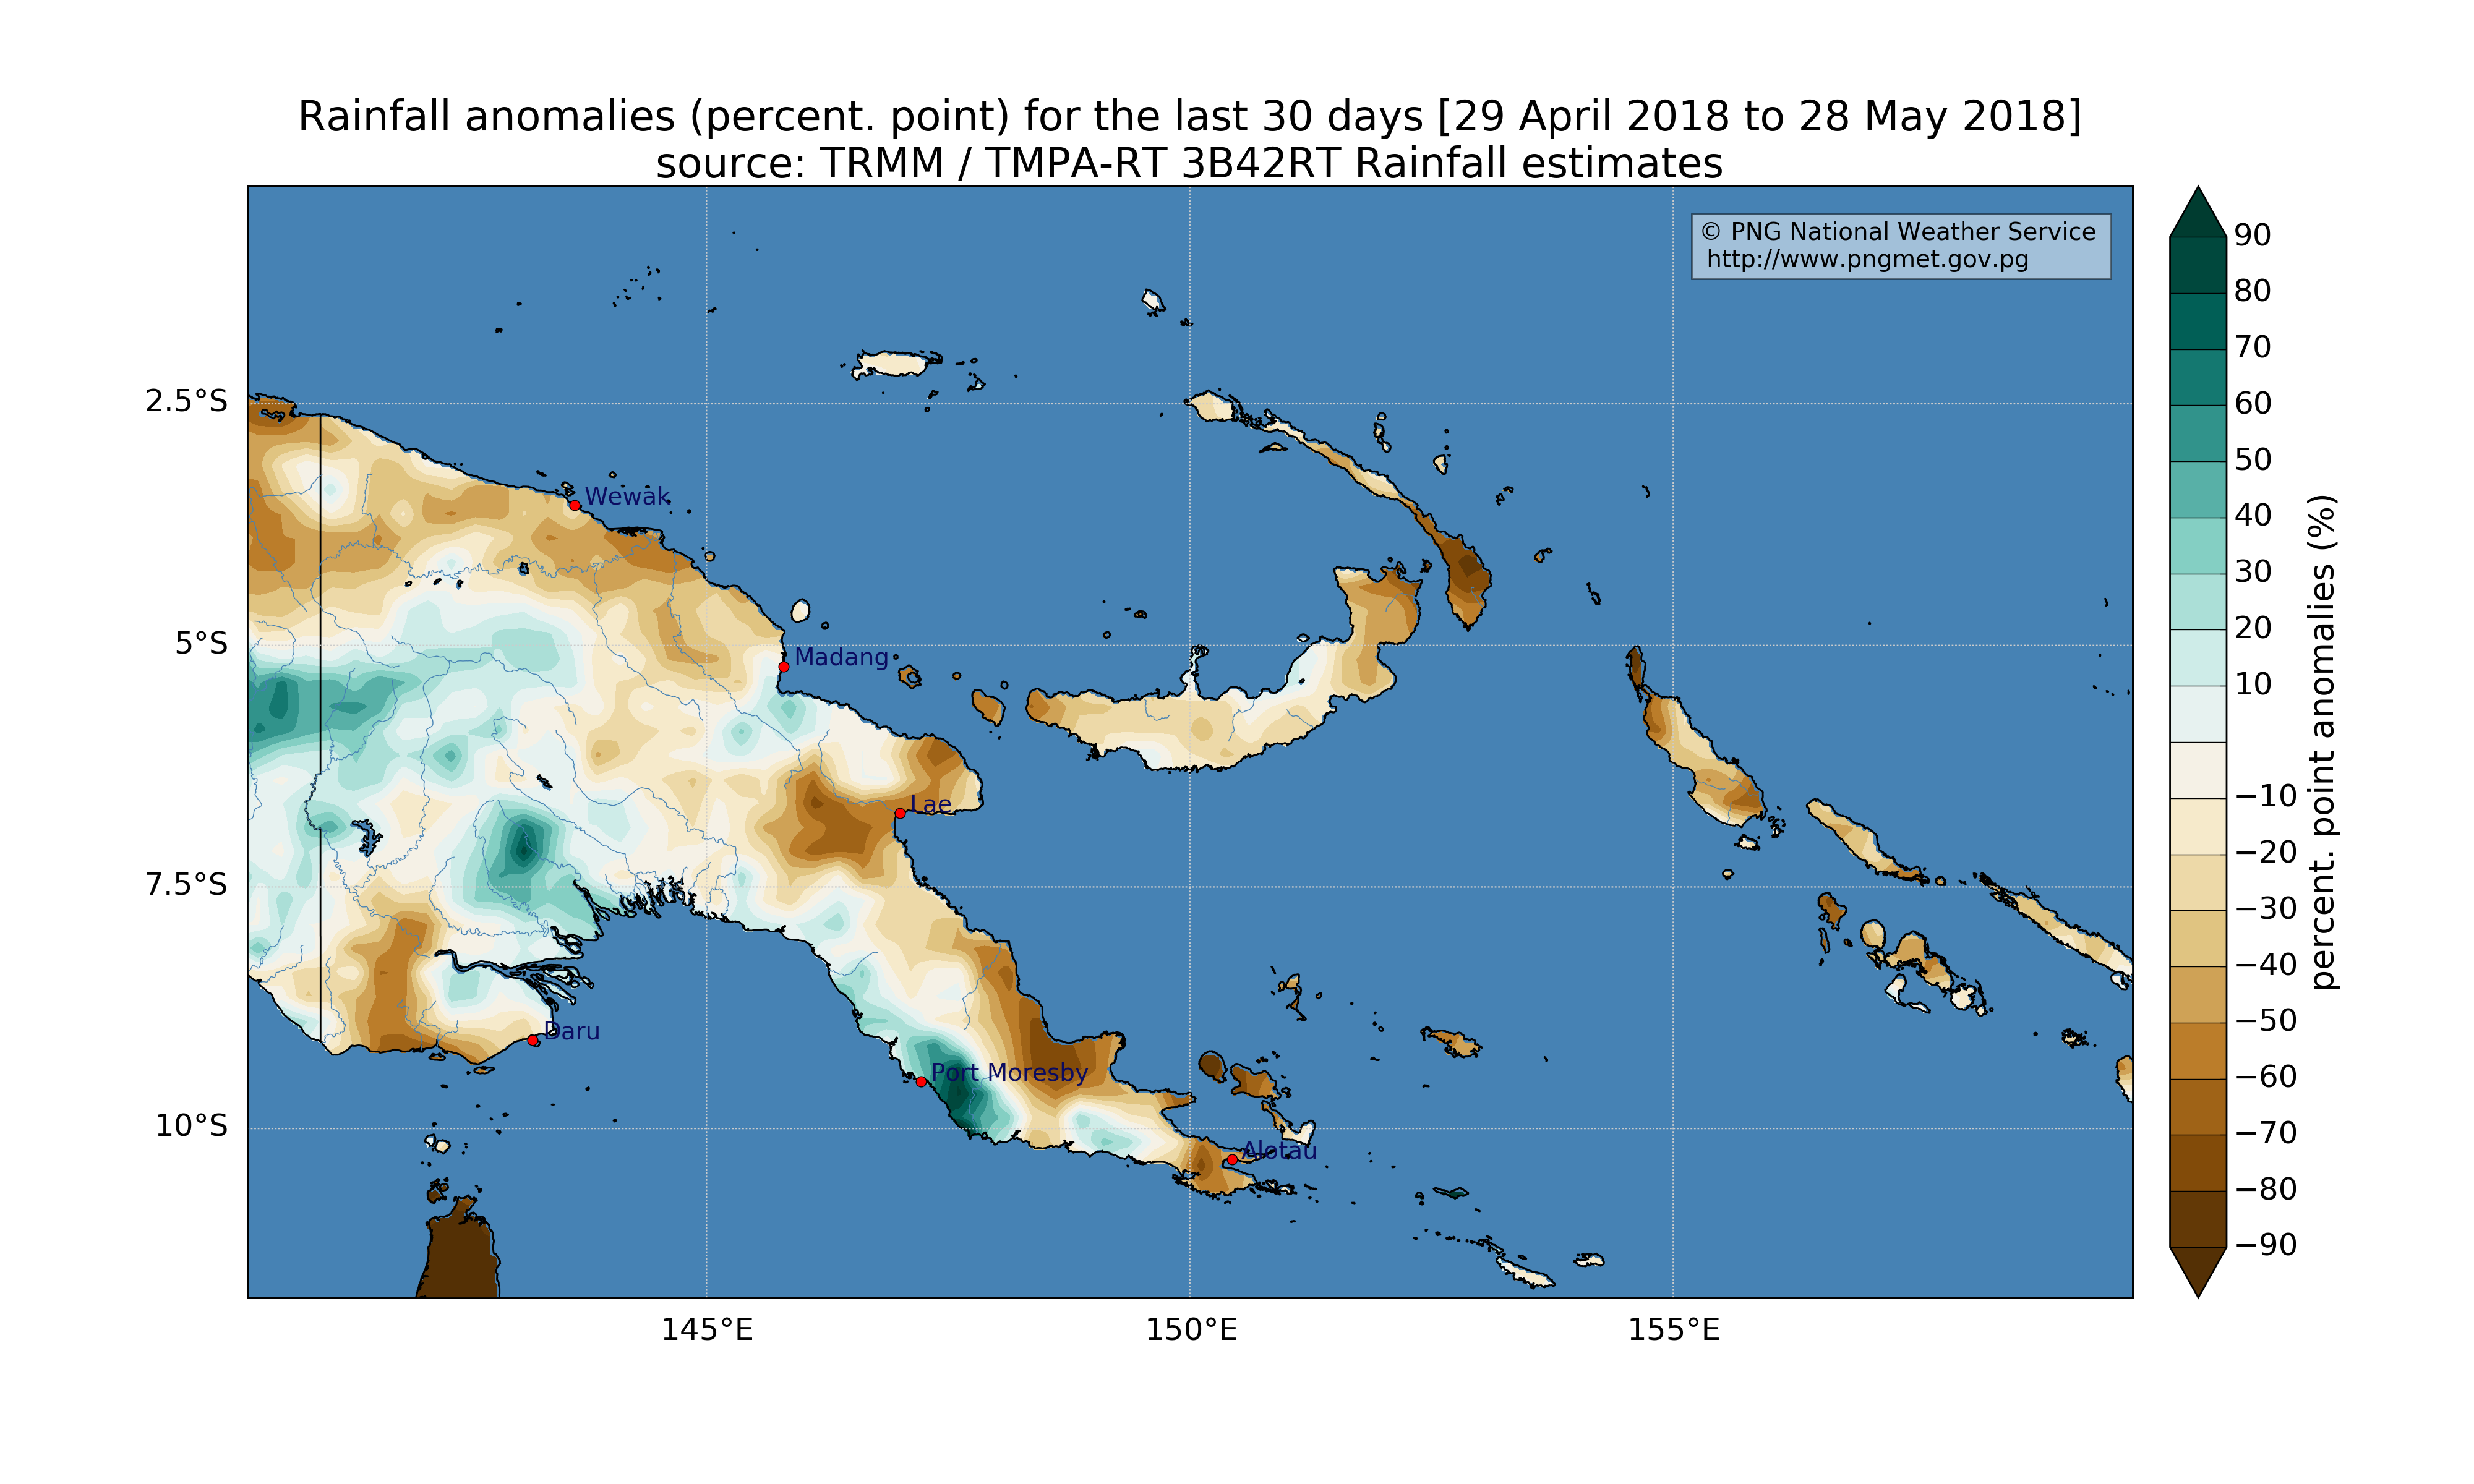 Rainfall anomalies (percent. point) for the last 30 days [29 April 2018 to 28 May 2018]
source: TRMM / TMPA-RT 3B42RT Rainfall estimates
© PNG National Weather Service
http://www.pngmet.gov.pg
2.5°S
5°S
7.5°S
10°S
145°E
150°E
155°E
Wewak
Madang
Lae
Daru
Port Moresby
Alotau
90
80
70
60
50
40
30
20
10
−10
−20
−30
−40
−50
−60
−70
−80
−90
percent. point anomalies (%)